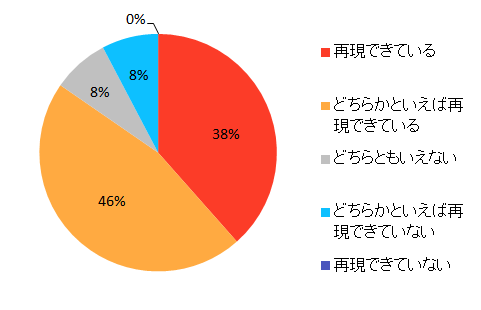 0%
8%
8%
38%
46%
再現できている
どちらかといえば再
現できている
どちらともいえない
どちらかといえば再
現できていない
再現できていない